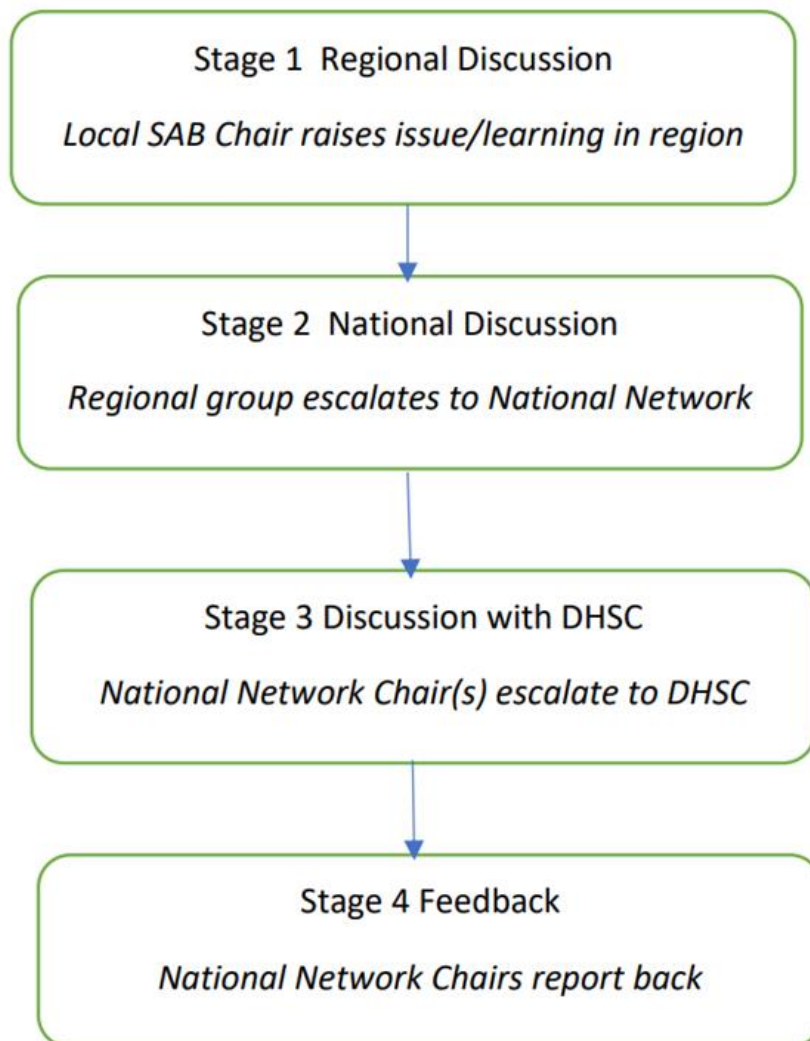 Stage 1  Regional Discussion
Local SAB Chair raises issue/learning in region
Stage 2  National Discussion
Regional group escalates to National Network
Stage 3 Discussion with DHSC
National Network Chair(s) escalate to DHSC
Stage 4 Feedback
National Network Chairs report back